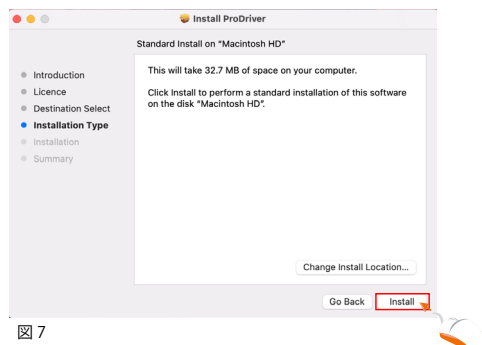 Install ProDriver
Standard Install on “Macintosh HD”
Introduction
Licence
Destination Select
Installation Type
Installation
Summary
This will take 32.7 MB of space on your computer.
Click Install to perform a standard installation of this software
on the disk “Macintosh HD”.
Change Install Location...
Go Back
Install
図 7